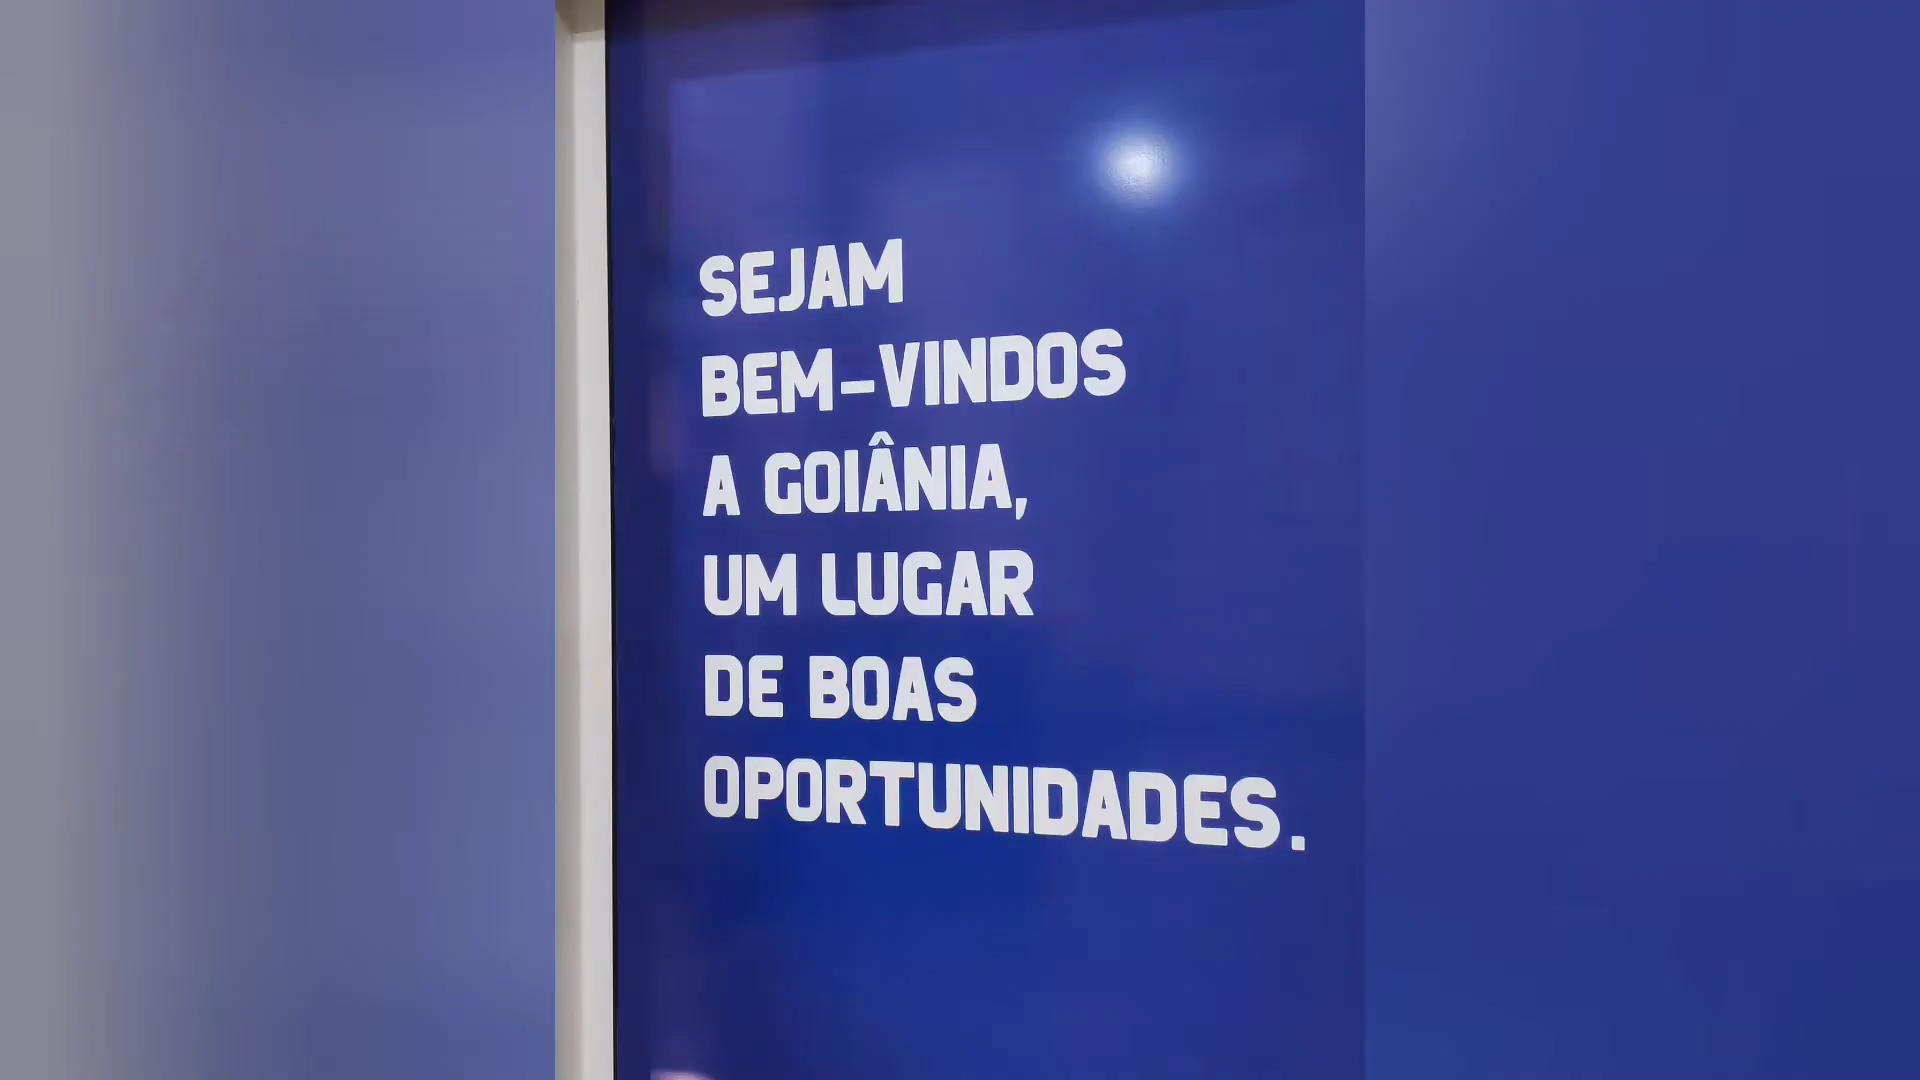 SEJAM
BEM-VINDOS
A GOIÂNIA,
UM LUGAR
DE BOAS
OPORTUNIDADES.